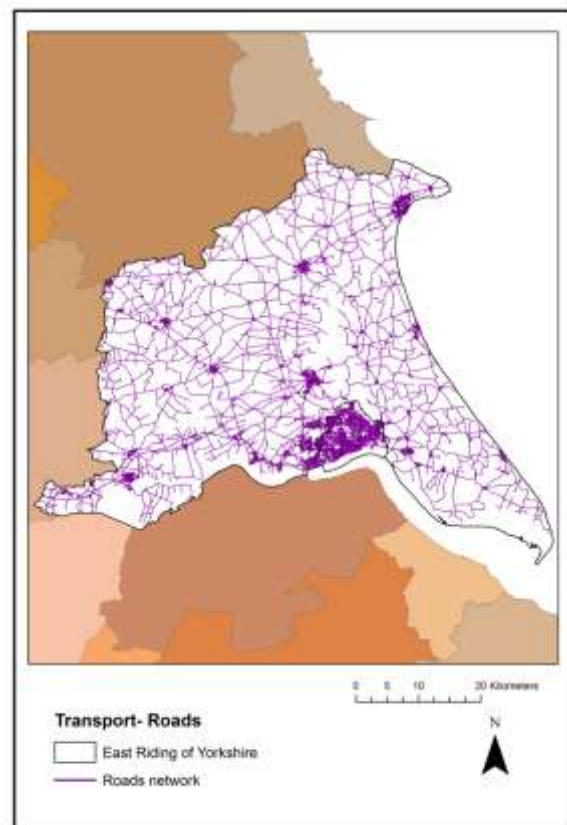 0 5 10 20 Kilometers
N
Transport- Roads
East Riding of Yorkshire
Roads network